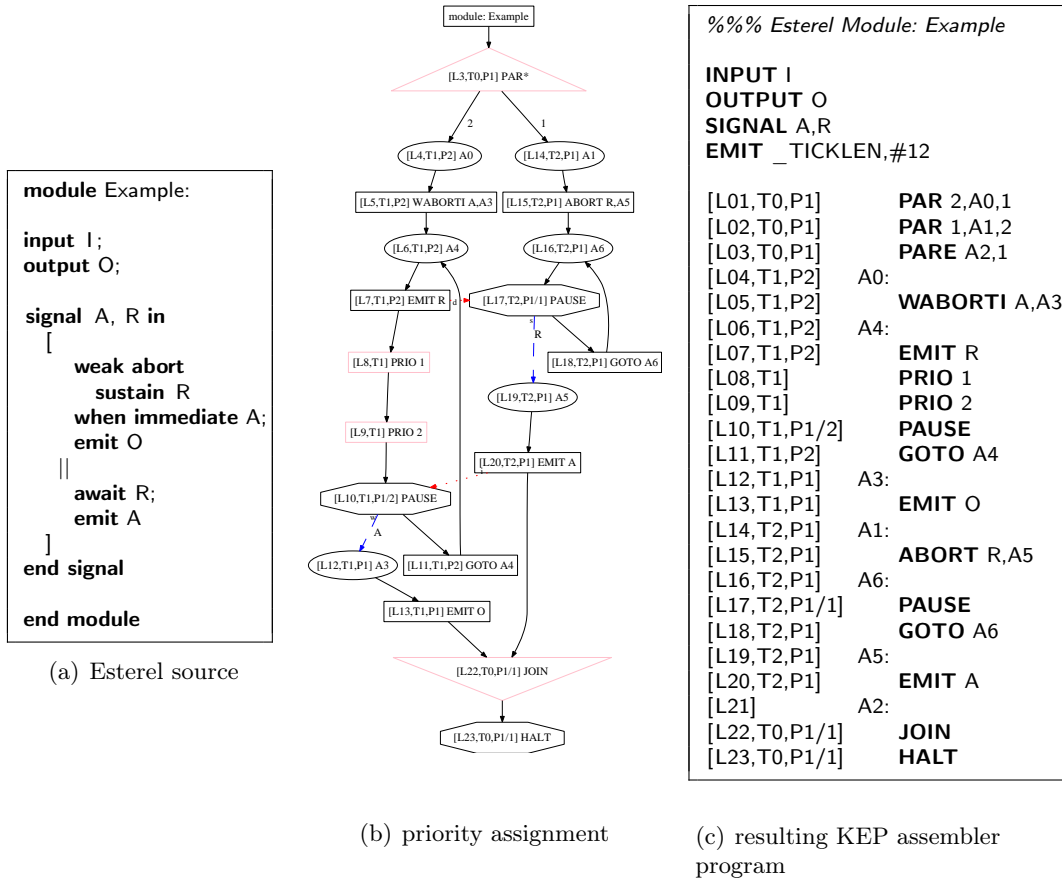 module Example:
input I;
output O;
signal A, R in
[
weak abort
sustain R
when immediate A;
emit O
||
await R;
emit A
]
end signal
end module
(a) Esterel source
module: Example
[L3,T0,P1] PAR*
2
1
[L4,T1,P2] A0
[L14,T2,P1] A1
[L5,T1,P2] WABORTI A,A3
[L15,T2,P1] ABORT R,A5
[L6,T1,P2] A4
[L16,T2,P1] A6
[L7,T1,P2] EMIT R
d
[L17,T2,P1/1] PAUSE
s
R
[L8,T1] PRIO 1
[L18,T2,P1] GOTO A6
[L19,T2,P1] A5
[L9,T1] PRIO 2
[L20,T2,P1] EMIT A
[L10,T1,P1/2] PAUSE
w
A
[L12,T1,P1] A3
[L11,T1,P2] GOTO A4
[L13,T1,P1] EMIT O
[L22,T0,P1/1] JOIN
[L23,T0,P1/1] HALT
(b) priority assignment
%%% Esterel Module: Example
INPUT I
OUTPUT O
SIGNAL A,R
EMIT _TICKLEN,#12
[L01,T0,P1] PAR 2,A0,1
[L02,T0,P1] PAR 1,A1,2
[L03,T0,P1] PARE A2,1
[L04,T1,P2] A0:
[L05,T1,P2] WABORTI A,A3
[L06,T1,P2] A4:
[L07,T1,P2] EMIT R
[L08,T1] PRIO 1
[L09,T1] PRIO 2
[L10,T1,P1/2] PAUSE
[L11,T1,P2] GOTO A4
[L12,T1,P1] A3:
[L13,T1,P1] EMIT O
[L14,T2,P1] A1:
[L15,T2,P1] ABORT R,A5
[L16,T2,P1] A6:
[L17,T2,P1/1] PAUSE
[L18,T2,P1] GOTO A6
[L19,T2,P1] A5:
[L20,T2,P1] EMIT A
[L21] A2:
[L22,T0,P1/1] JOIN
[L23,T0,P1/1] HALT
(c) resulting KEP assembler
program